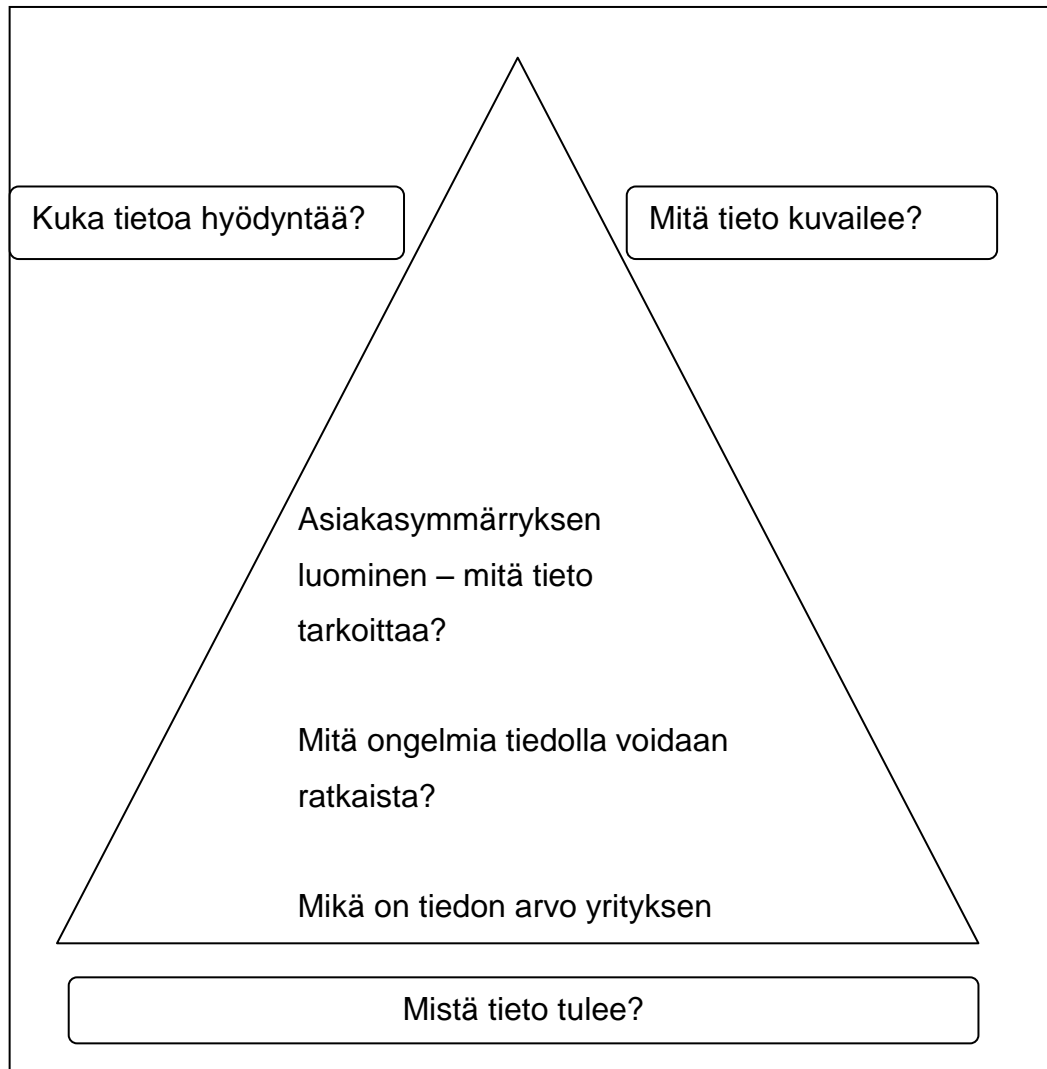 Kuka tietoa hyödyntää?
Mitä tieto kuvailee?
Asiakasymmärryksen
luominen – mitä tieto
tarkoittaa?
Mitä ongelmia tiedolla voidaan
ratkaista?
Mikä on tiedon arvo yrityksen
Mistä tieto tulee?